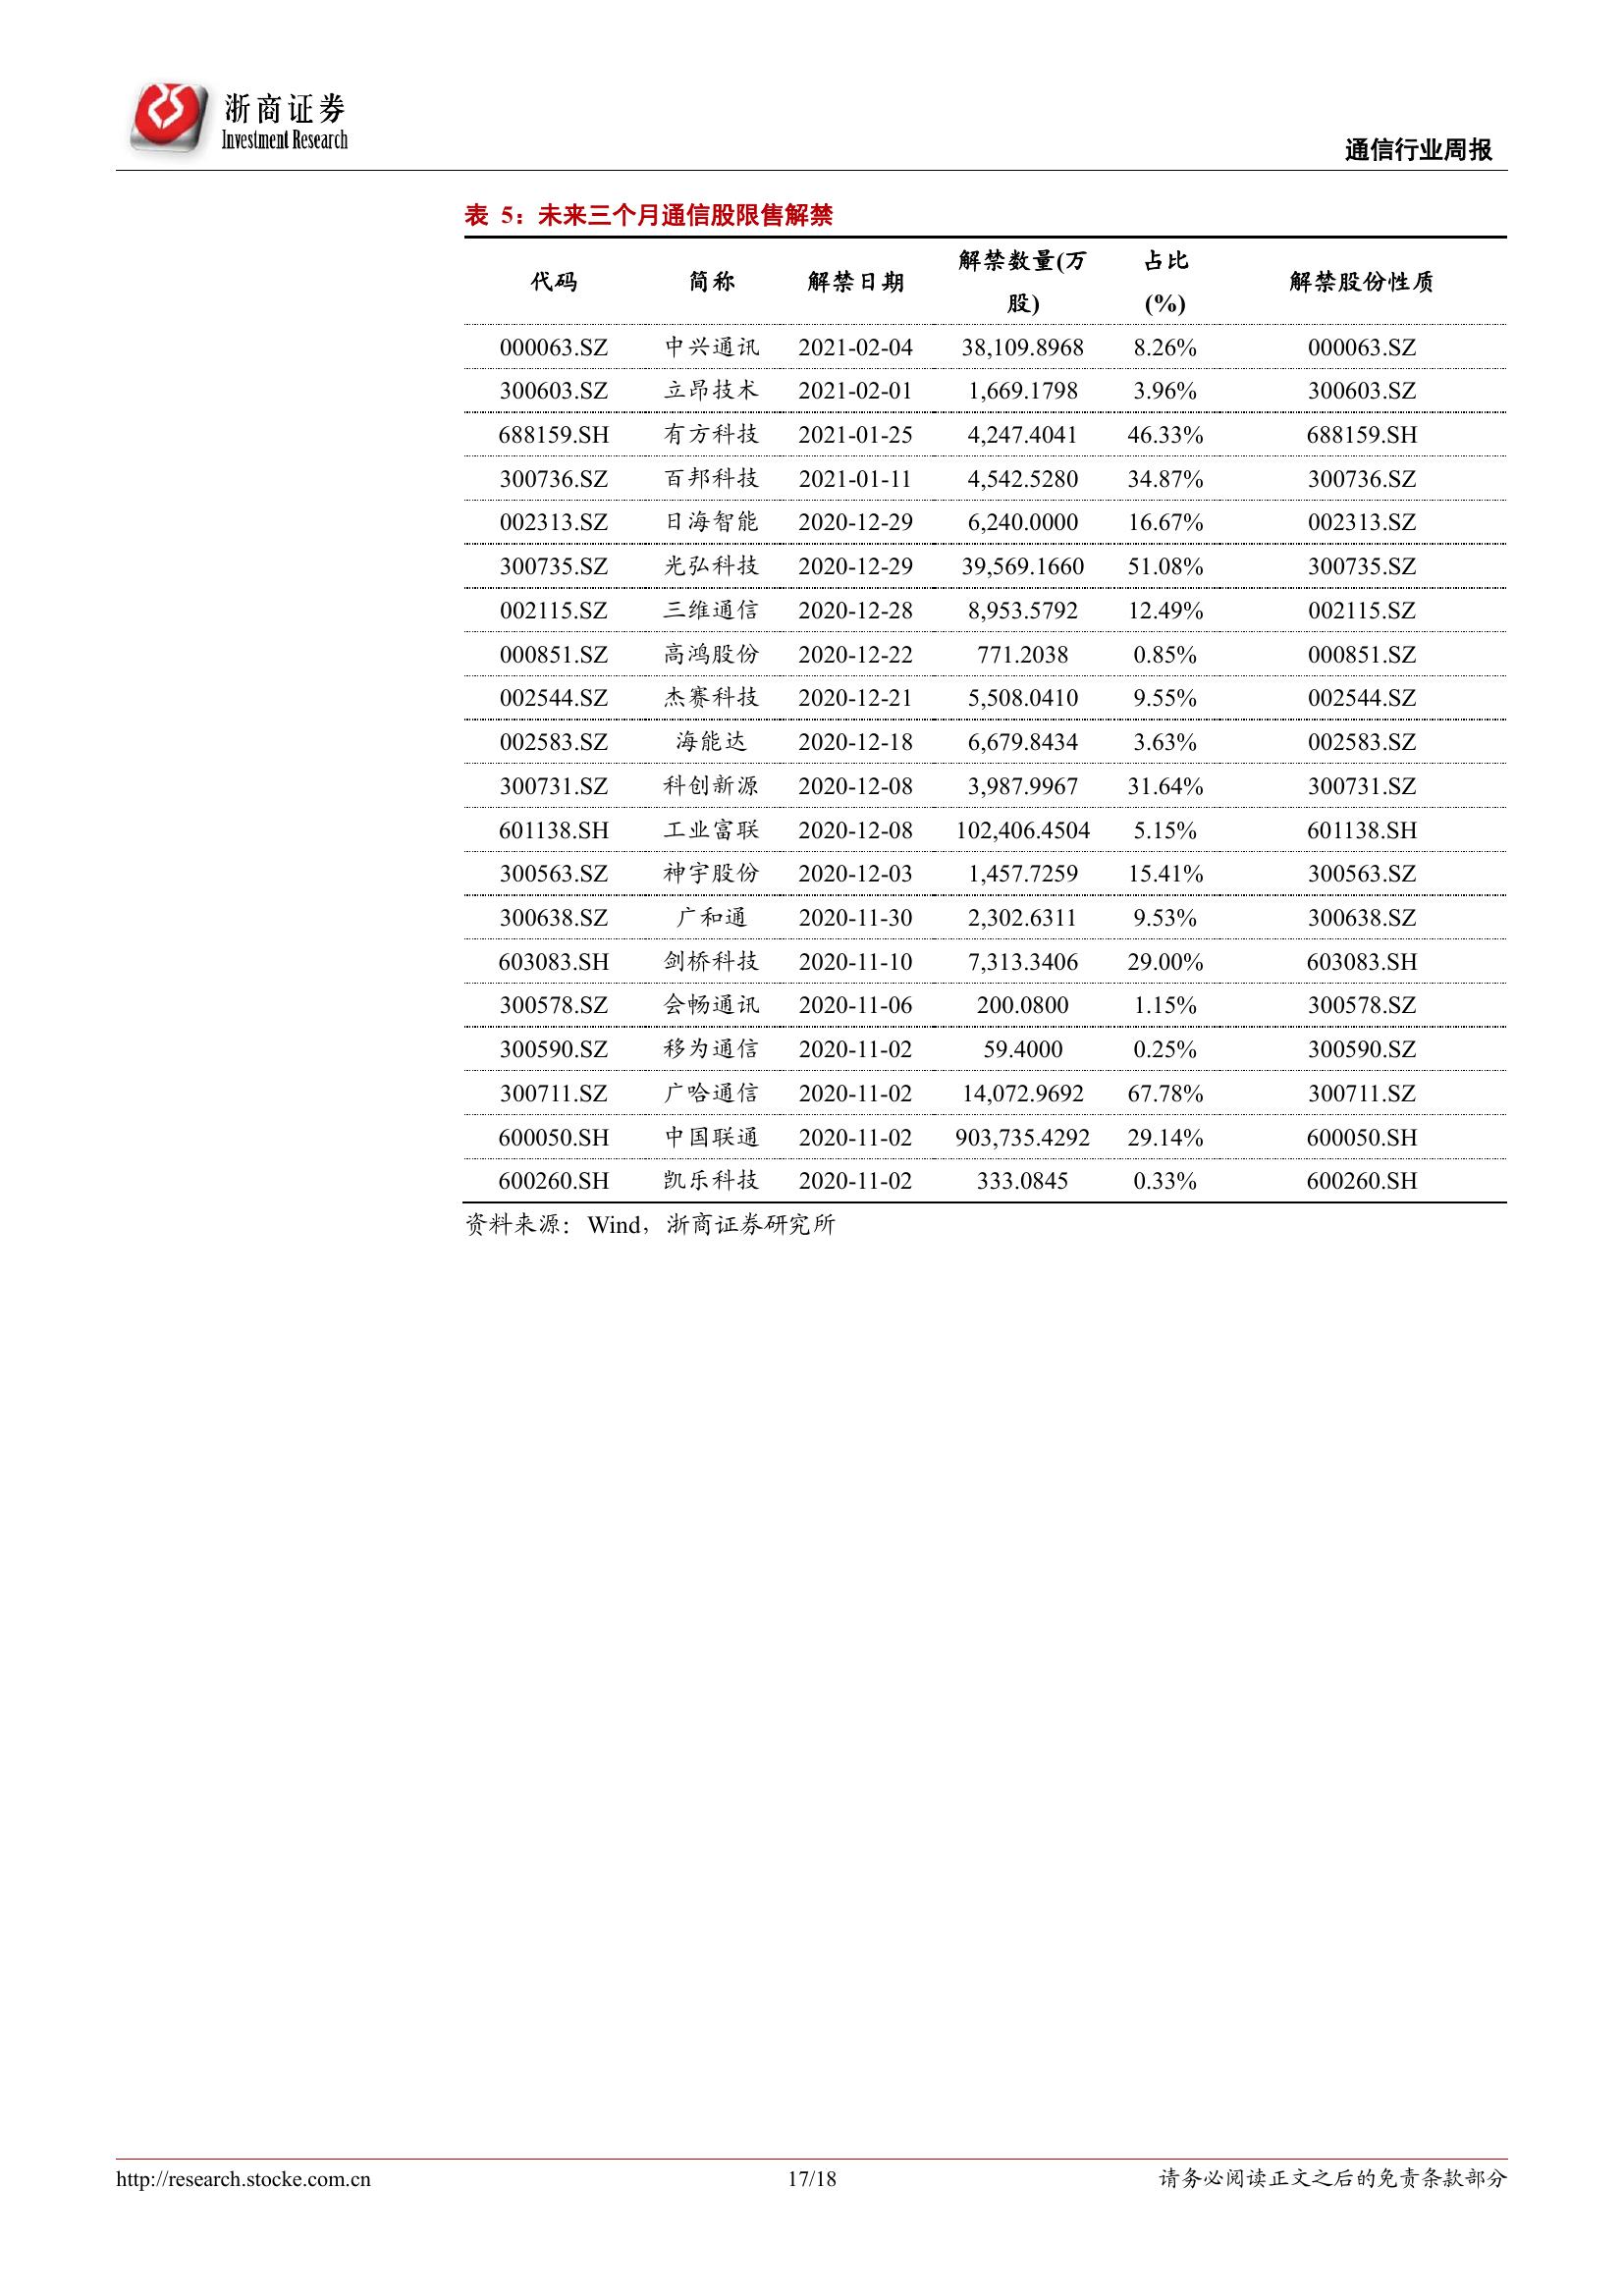 浙商证券
Investment Research
通信行业周报
表 5：未来三个月通信股限售解禁
代码 简称 解禁日期 解禁数量(万股) 占比(%) 解禁股份性质
000063.SZ 中兴通讯 2021-02-04 38,109.8968 8.26% 000063.SZ
300603.SZ 立昂技术 2021-02-01 1,669.1798 3.96% 300603.SZ
688159.SH 有方科技 2021-01-25 4,247.4041 46.33% 688159.SH
300736.SZ 百邦科技 2021-01-11 4,542.5280 34.87% 300736.SZ
002313.SZ 日海智能 2020-12-29 6,240.0000 16.67% 002313.SZ
300735.SZ 光弘科技 2020-12-29 39,569.1660 51.08% 300735.SZ
002115.SZ 三维通信 2020-12-28 8,953.5792 12.49% 002115.SZ
000851.SZ 高鸿股份 2020-12-22 771.2038 0.85% 000851.SZ
002544.SZ 杰赛科技 2020-12-21 5,508.0410 9.55% 002544.SZ
002583.SZ 海能达 2020-12-18 6,679.8434 3.63% 002583.SZ
300731.SZ 科创新源 2020-12-08 3,987.9967 31.64% 300731.SZ
601138.SH 工业富联 2020-12-08 102,406.4504 5.15% 601138.SH
300563.SZ 神宇股份 2020-12-03 1,457.7259 15.41% 300563.SZ
300638.SZ 广和通 2020-11-30 2,302.6311 9.53% 300638.SZ
603083.SH 剑桥科技 2020-11-10 7,313.3406 29.00% 603083.SH
300578.SZ 会畅通讯 2020-11-06 200.0800 1.15% 300578.SZ
300590.SZ 移为通信 2020-11-02 59.4000 0.25% 300590.SZ
300711.SZ 广哈通信 2020-11-02 14,072.9692 67.78% 300711.SZ
600050.SH 中国联通 2020-11-02 903,735.4292 29.14% 600050.SH
600260.SH 凯乐科技 2020-11-02 333.0845 0.33% 600260.SH
资料来源：Wind，浙商证券研究所
http://research.stocke.com.cn 17/18 请务必阅读正文之后的免责条款部分